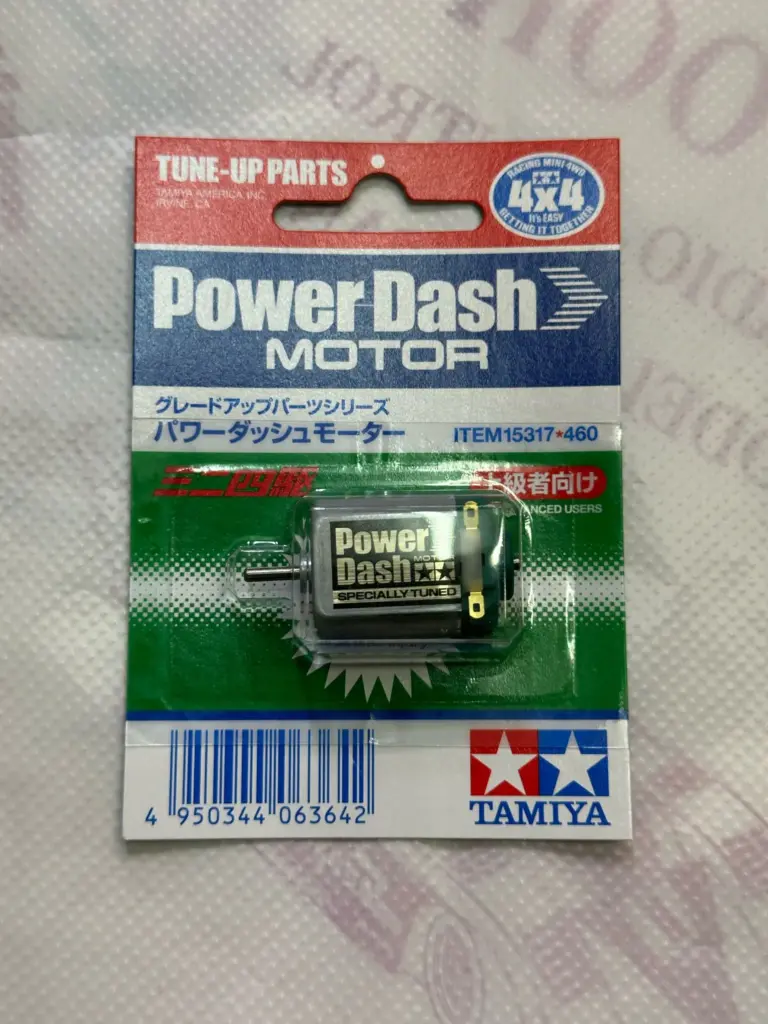 TUNE-UP PARTS
TAMIYA AMERICA INC.
IRVINE, CA
RACING MINI 4WD
4x4
It's EASY
GETTING IT TOGETHER
Power Dash
MOTOR
グレードアップパーツシリーズ
パワーダッシュモーター
ITEM15317★460
ミニ四駆
級者向け
ANCED USERS
Power
Dash
MOT
SPECIALLY TUNED
4 950344 063642
TAMIYA